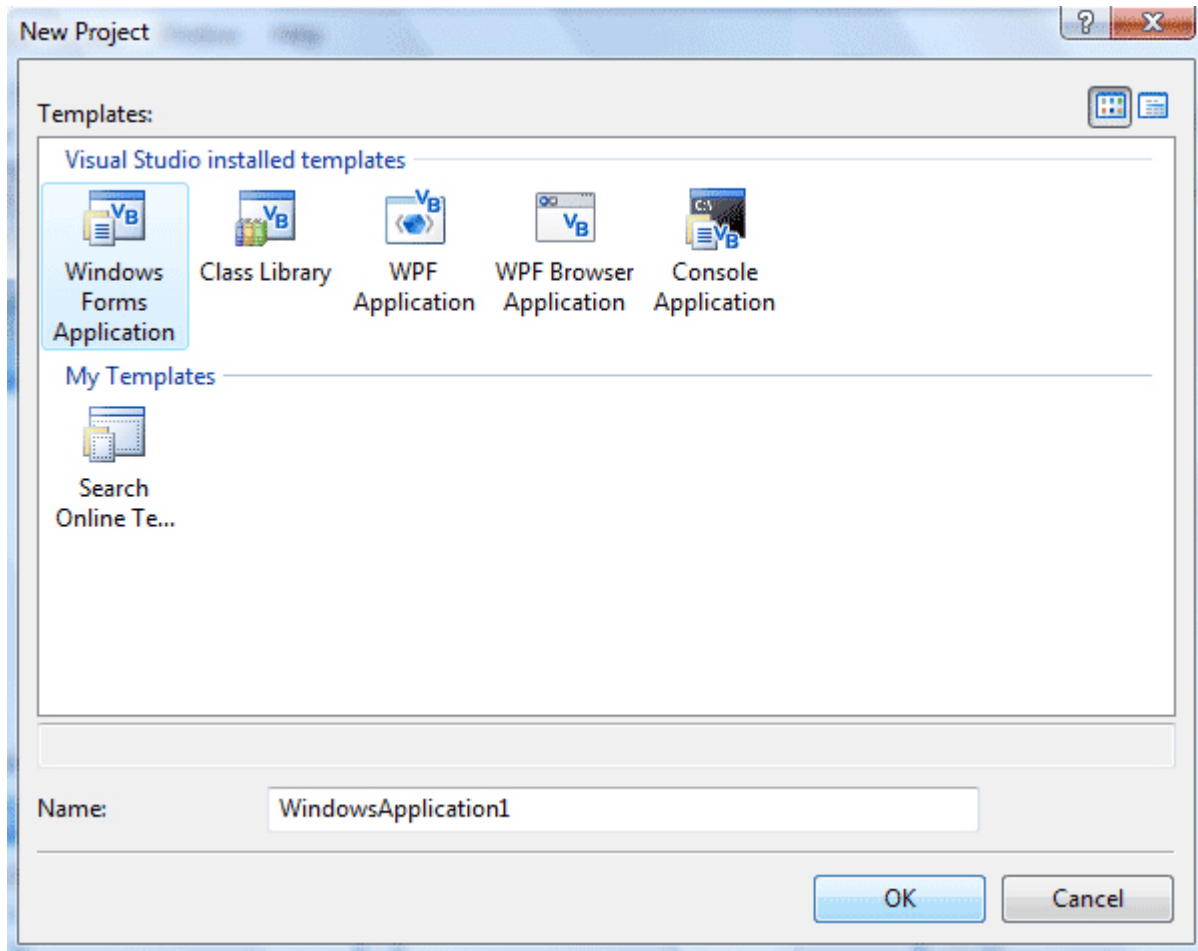 New Project
Templates:
Visual Studio installed templates
Windows Forms Application
Class Library
WPF Application
WPF Browser Application
Console Application
My Templates
Search Online Te...
Name:
WindowsApplication1
OK
Cancel